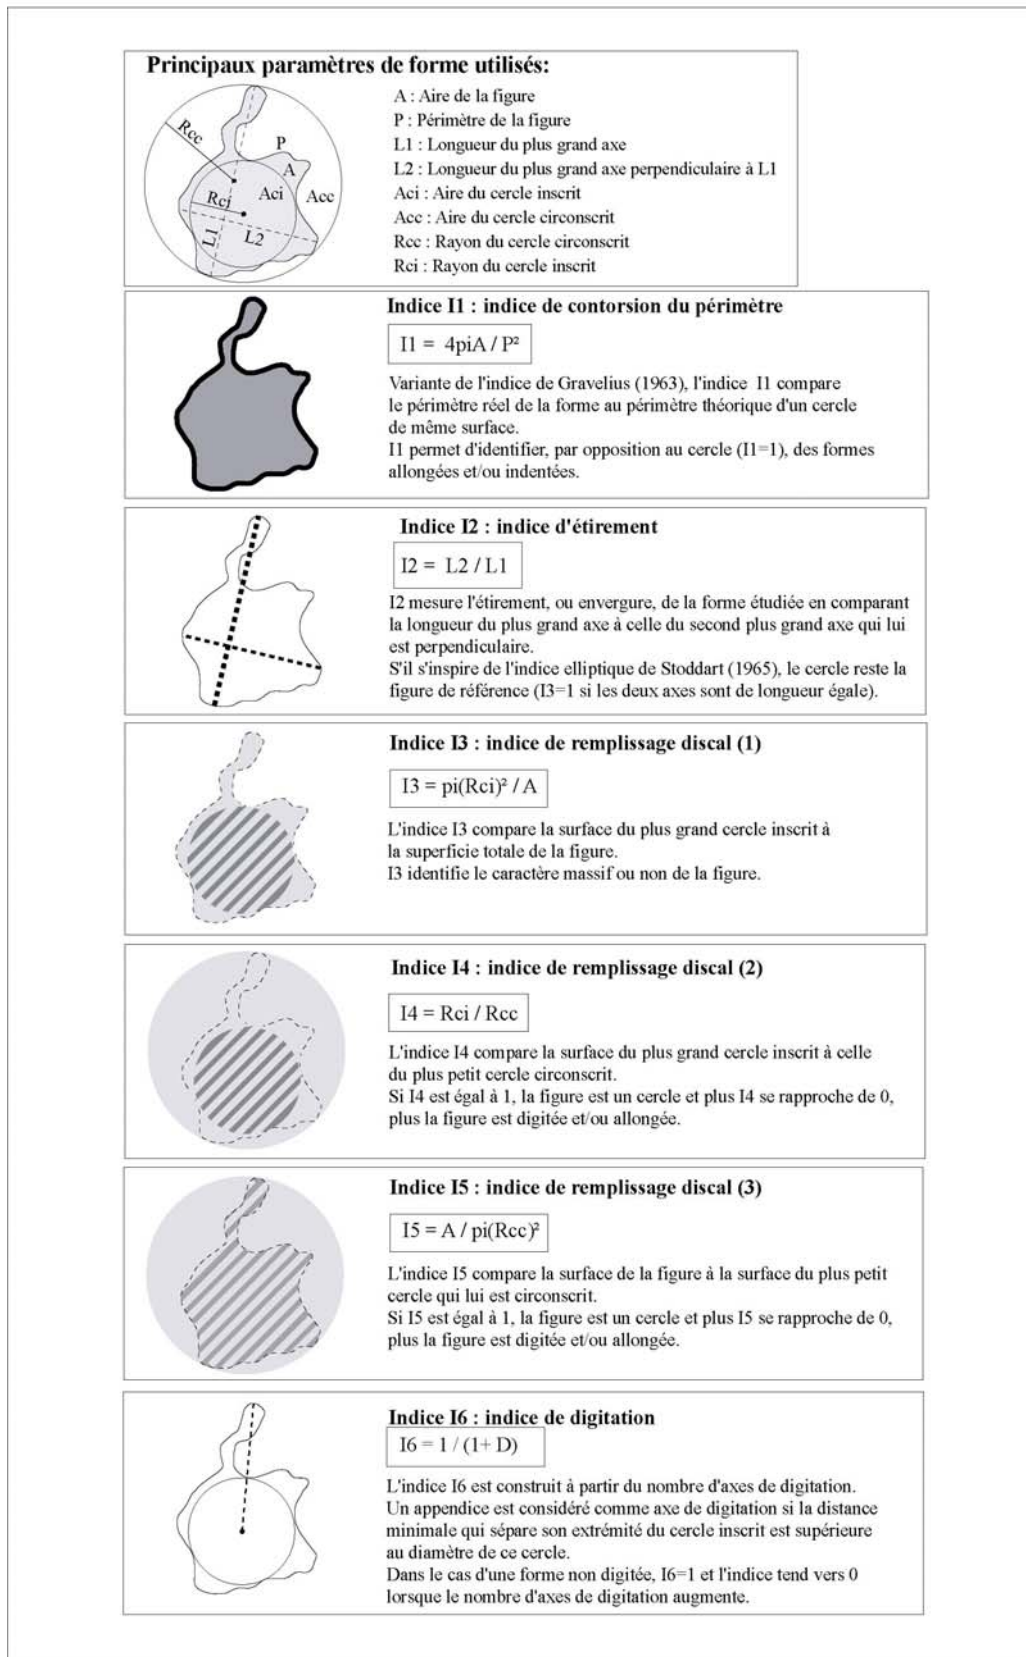 Principaux paramètres de forme utilisés:
Rcc
P
A
Rci
Aci
Acc
L1
L2
A : Aire de la figure
P : Périmètre de la figure
L1 : Longueur du plus grand axe
L2 : Longueur du plus grand axe perpendiculaire à L1
Aci : Aire du cercle inscrit
Acc : Aire du cercle circonscrit
Rcc : Rayon du cercle circonscrit
Rci : Rayon du cercle inscrit
Indice I1 : indice de contorsion du périmètre
I1 = 4piA / P²
Variante de l'indice de Gravelius (1963), l'indice I1 compare
le périmètre réel de la forme au périmètre théorique d'un cercle
de même surface.
I1 permet d'identifier, par opposition au cercle (I1=1), des formes
allongées et/ou indentées.
Indice I2 : indice d'étirement
I2 = L2 / L1
I2 mesure l'étirement, ou envergure, de la forme étudiée en comparant
la longueur du plus grand axe à celle du second plus grand axe qui lui
est perpendiculaire.
S'il s'inspire de l'indice elliptique de Stoddart (1965), le cercle reste la
figure de référence (I3=1 si les deux axes sont de longueur égale).
Indice I3 : indice de remplissage discal (1)
I3 = pi(Rci)² / A
L'indice I3 compare la surface du plus grand cercle inscrit à
la superficie totale de la figure.
I3 identifie le caractère massif ou non de la figure.
Indice I4 : indice de remplissage discal (2)
I4 = Rci / Rcc
L'indice I4 compare la surface du plus grand cercle inscrit à celle
du plus petit cercle circonscrit.
Si I4 est égal à 1, la figure est un cercle et plus I4 se rapproche de 0,
plus la figure est digitée et/ou allongée.
Indice I5 : indice de remplissage discal (3)
I5 = A / pi(Rcc)²
L'indice I5 compare la surface de la figure à la surface du plus petit
cercle qui lui est circonscrit.
Si I5 est égal à 1, la figure est un cercle et plus I5 se rapproche de 0,
plus la figure est digitée et/ou allongée.
Indice I6 : indice de digitation
I6 = 1 / (1+ D)
L'indice I6 est construit à partir du nombre d'axes de digitation.
Un appendice est considéré comme axe de digitation si la distance
minimale qui sépare son extrémité du cercle inscrit est supérieure
au diamètre de ce cercle.
Dans le cas d'une forme non digitée, I6=1 et l'indice tend vers 0
lorsque le nombre d'axes de digitation augmente.